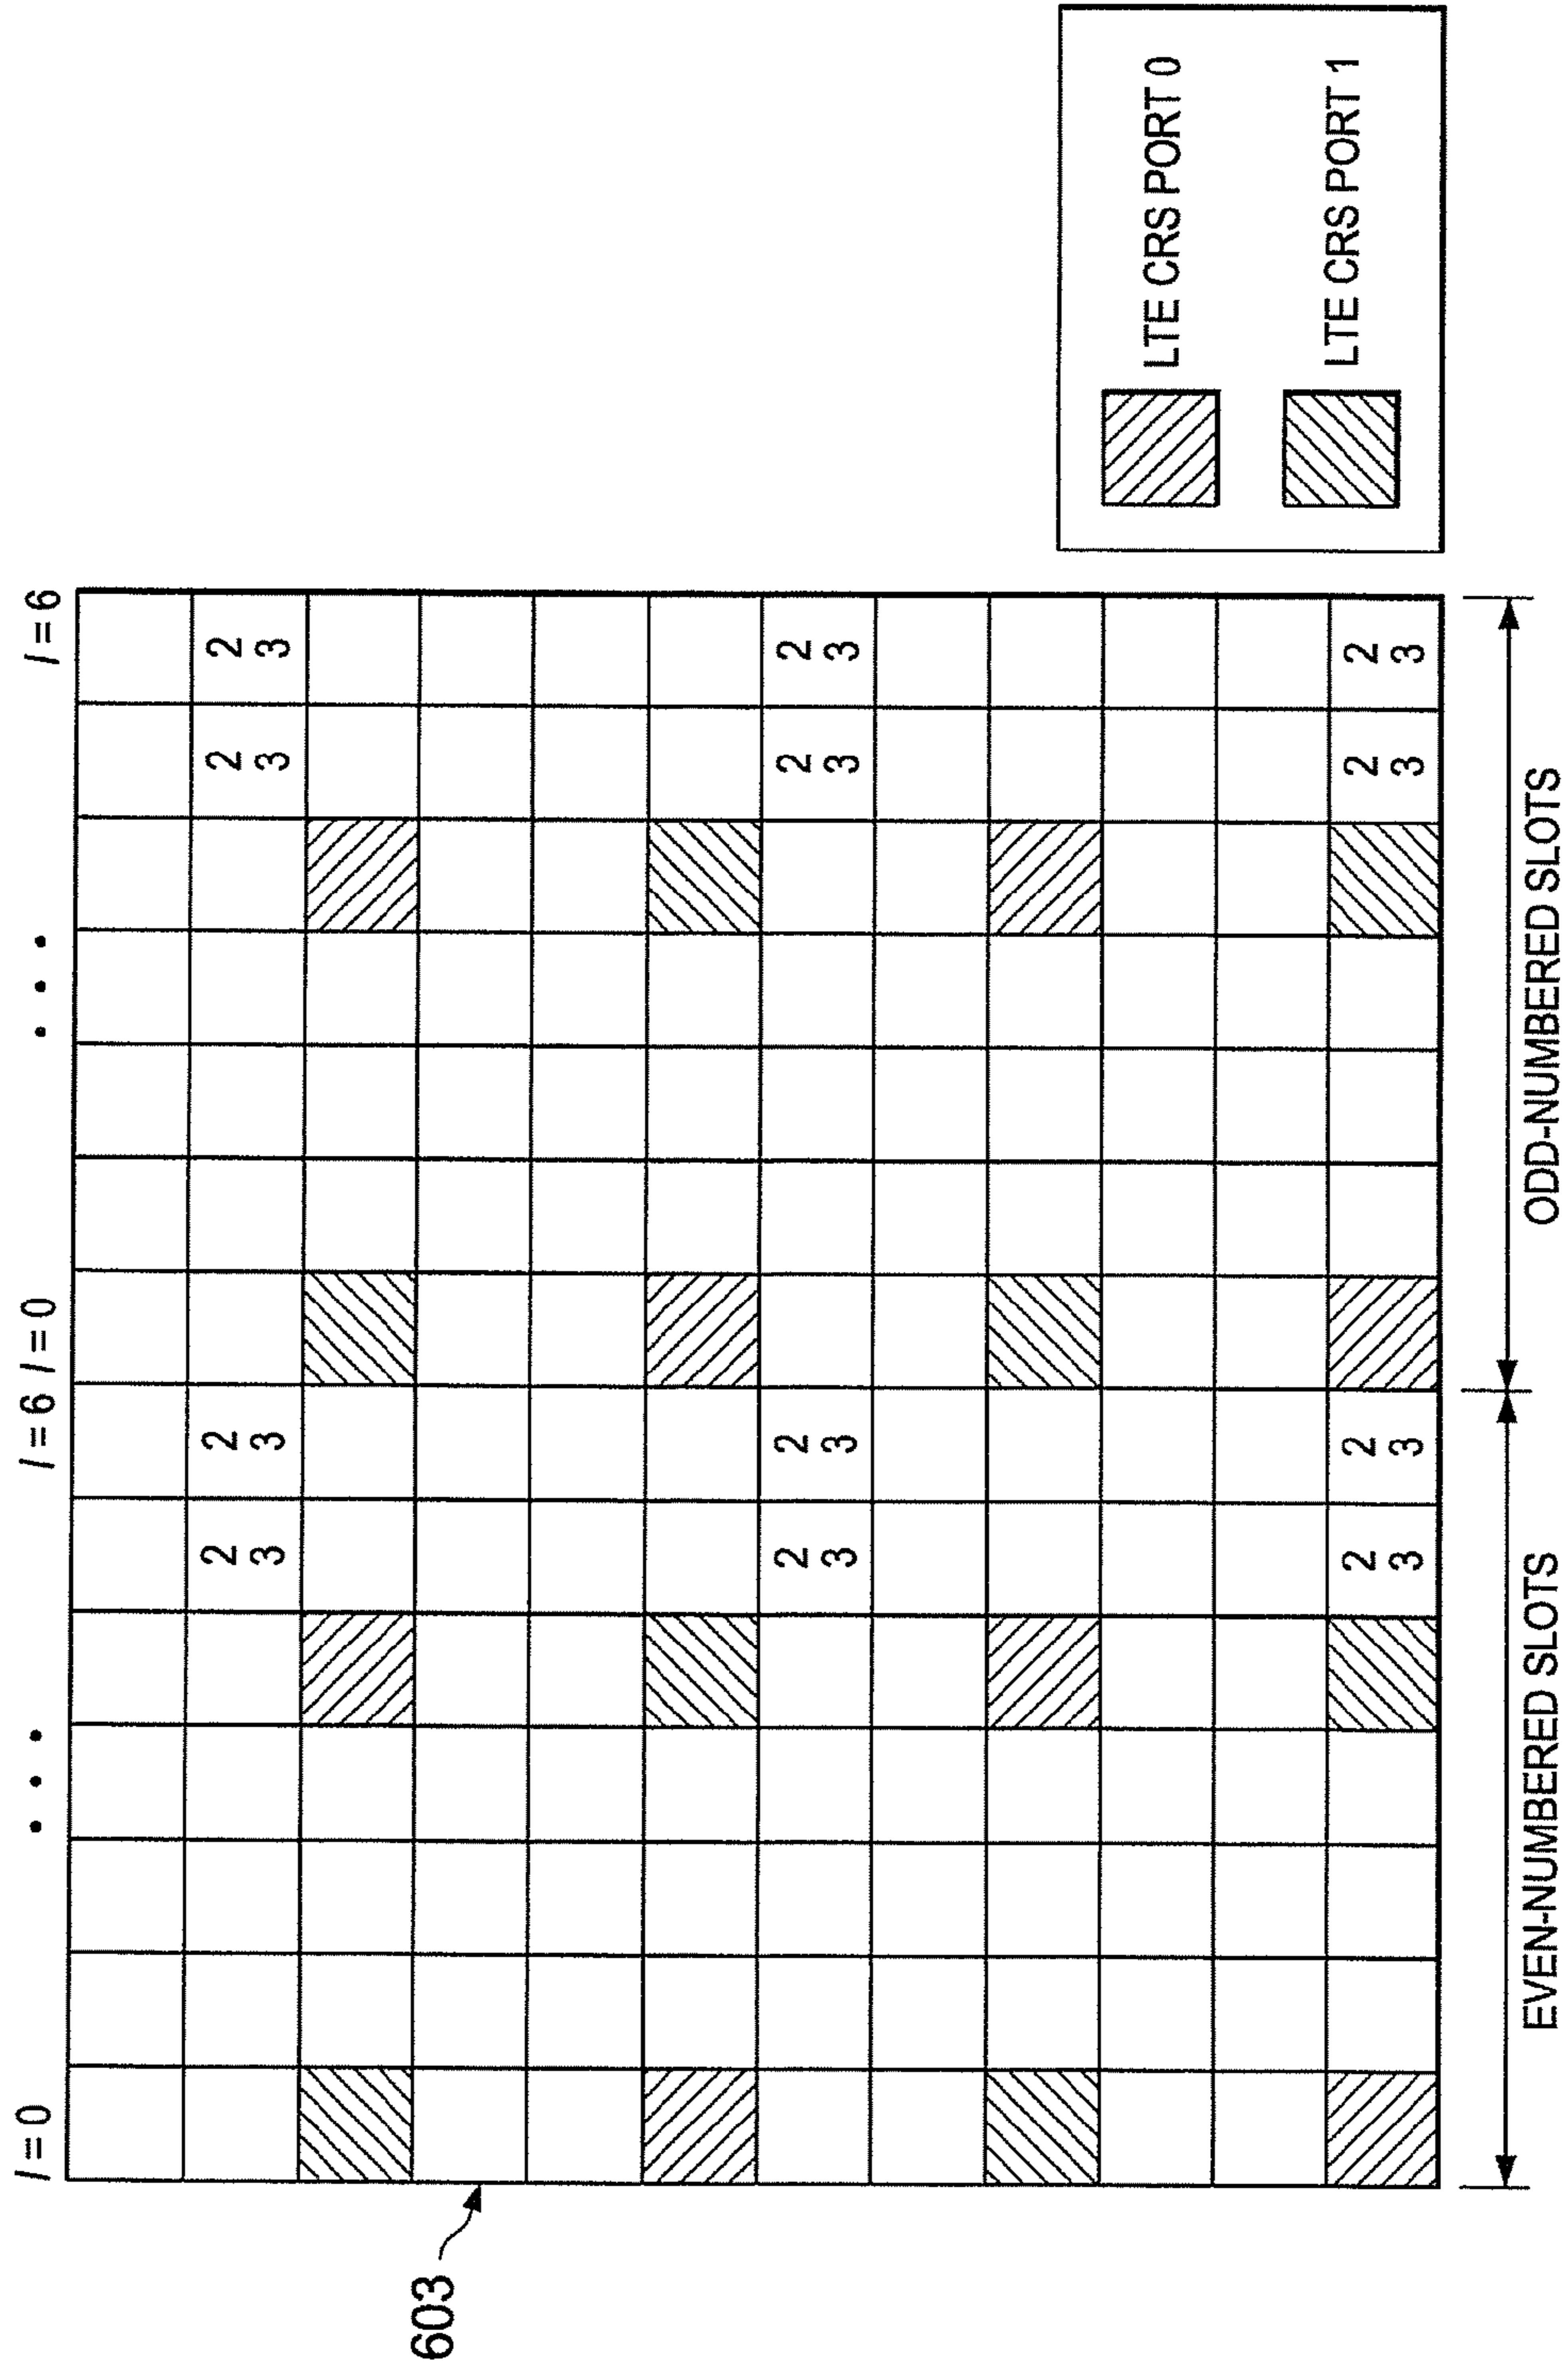 l = 0 • • • l = 6 l = 0 • • • l = 6
2 2 2 2
3 3 3 3
603
2 2 2 2
3 3 3 3
2 2 2 2
3 3 3 3
EVEN-NUMBERED SLOTS
ODD-NUMBERED SLOTS
LTE CRS PORT 0
LTE CRS PORT 1